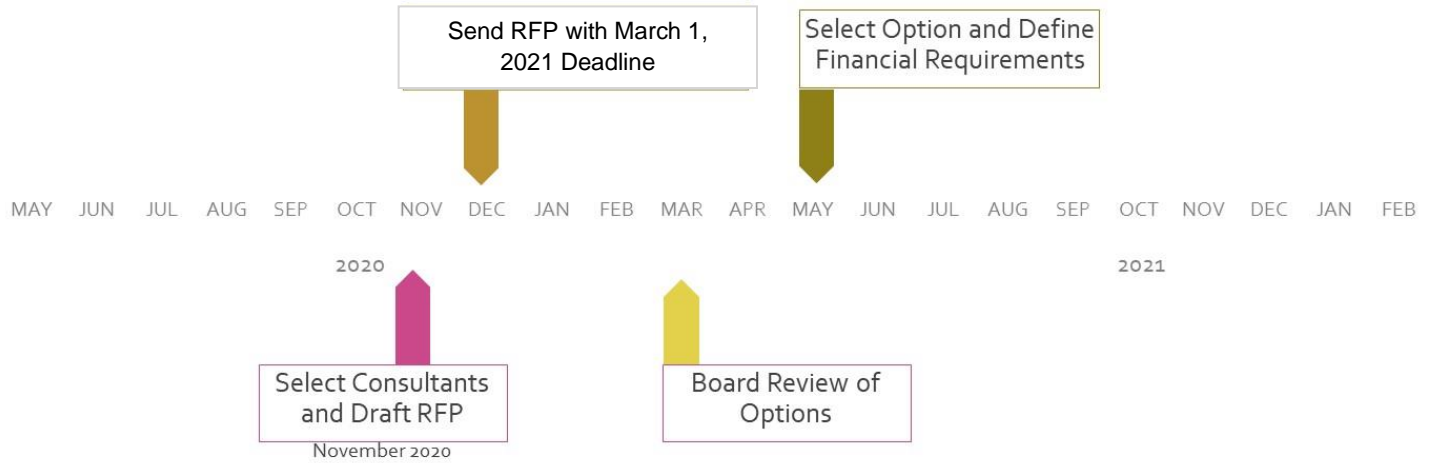 Send RFP with March 1,
2021 Deadline
Select Option and Define
Financial Requirements
MAY JUN JUL AUG SEP OCT NOV DEC JAN FEB MAR APR MAY JUN JUL AUG SEP OCT NOV DEC JAN FEB
2020 2021
Select Consultants
and Draft RFP
November 2020
Board Review of
Options